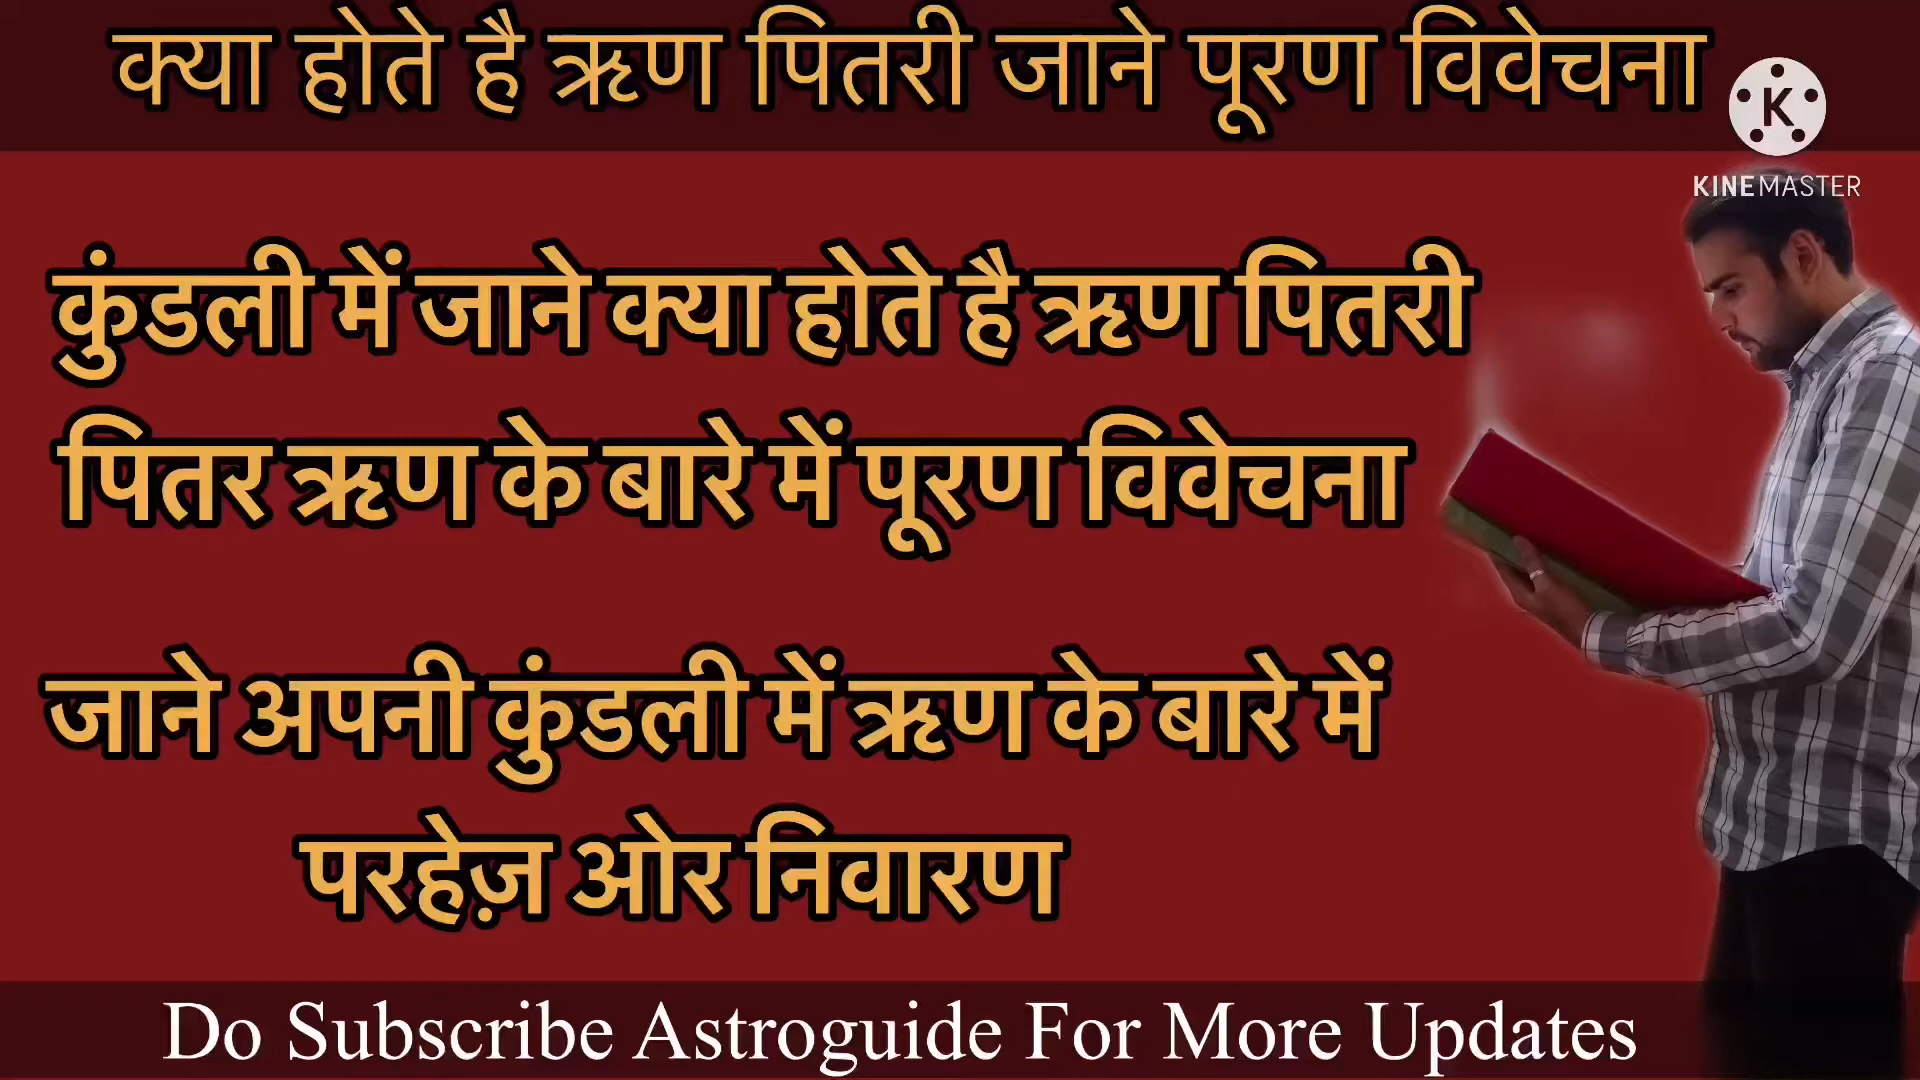 क्या होते है ऋण पितरी जाने पूरण विवेचना
K
KINEMASTER
कुंडली में जाने क्या होते है ऋण पितरी
पितर ऋण के बारे में पूरण विवेचना
जाने अपनी कुंडली में ऋण के बारे में
परहेज़ ओर निवारण
Do Subscribe Astroguide For More Updates